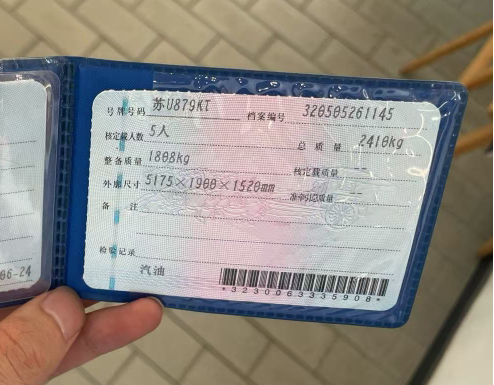 号牌号码 苏U879KT 档案编号 320505261145
核定载人数 5人 总 质 量 2410kg
整备质量 1808kg 核定载质量 --
外廓尺寸 5175×1900×1520mm 准牵引总质量 --
备 注
检验记录
汽油
*3230063335908*
06-24